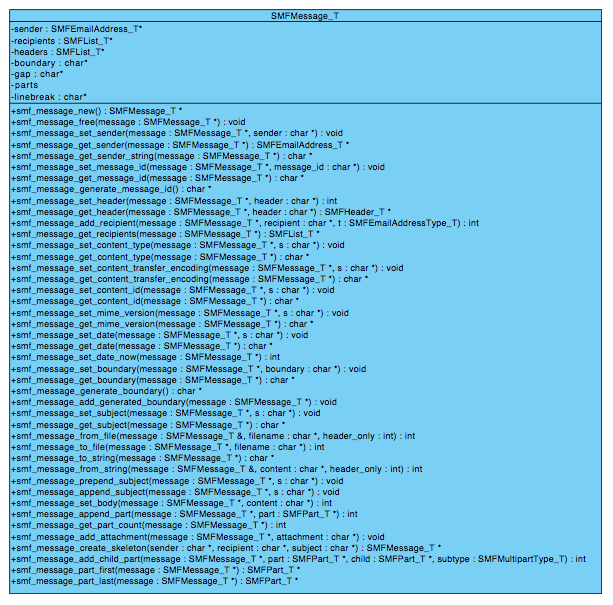 SMFMessage_T
-sender : SMFEmailAddress_T*
-recipients : SMFList_T*
-headers : SMFList_T*
-boundary : char*
-gap : char*
-parts
-linebreak : char*
+smf_message_new() : SMFMessage_T *
+smf_message_free(message : SMFMessage_T *) : void
+smf_message_set_sender(message : SMFMessage_T *, sender : char *) : void
+smf_message_get_sender(message : SMFMessage_T *) : SMFEmailAddress_T *
+smf_message_get_sender_string(message : SMFMessage_T *) : char *
+smf_message_set_message_id(message : SMFMessage_T *, message_id : char *) : void
+smf_message_get_message_id(message : SMFMessage_T *) : char *
+smf_message_generate_message_id() : char *
+smf_message_set_header(message : SMFMessage_T *, header : char *) : int
+smf_message_get_header(message : SMFMessage_T *, header : char *) : SMFHeader_T *
+smf_message_add_recipient(message : SMFMessage_T *, recipient : char *, t : SMFEmailAddressType_T) : int
+smf_message_get_recipients(message : SMFMessage_T *) : SMFList_T *
+smf_message_set_content_type(message : SMFMessage_T *, s : char *) : void
+smf_message_get_content_type(message : SMFMessage_T *) : char *
+smf_message_set_content_transfer_encoding(message : SMFMessage_T *, s : char *) : void
+smf_message_get_content_transfer_encoding(message : SMFMessage_T *) : char *
+smf_message_set_content_id(message : SMFMessage_T *, s : char *) : void
+smf_message_get_content_id(message : SMFMessage_T *) : char *
+smf_message_set_mime_version(message : SMFMessage_T *, s : char *) : void
+smf_message_get_mime_version(message : SMFMessage_T *) : char *
+smf_message_set_date(message : SMFMessage_T *, s : char *) : void
+smf_message_get_date(message : SMFMessage_T *) : char *
+smf_message_set_date_now(message : SMFMessage_T *) : int
+smf_message_set_boundary(message : SMFMessage_T *, boundary : char *) : void
+smf_message_get_boundary(message : SMFMessage_T *) : char *
+smf_message_generate_boundary() : char *
+smf_message_add_generated_boundary(message : SMFMessage_T *) : void
+smf_message_set_subject(message : SMFMessage_T *, s : char *) : void
+smf_message_get_subject(message : SMFMessage_T *) : char *
+smf_message_from_file(message : SMFMessage_T &, filename : char *, header_only : int) : int
+smf_message_to_file(message : SMFMessage_T *, filename : char *) : int
+smf_message_to_string(message : SMFMessage_T *) : char *
+smf_message_from_string(message : SMFMessage_T &, content : char *, header_only : int) : int
+smf_message_prepend_subject(message : SMFMessage_T *, s : char *) : void
+smf_message_append_subject(message : SMFMessage_T *, s : char *) : void
+smf_message_set_body(message : SMFMessage_T *, content : char *) : int
+smf_message_append_part(message : SMFMessage_T *, part : SMFPart_T *) : int
+smf_message_get_part_count(message : SMFMessage_T *) : int
+smf_message_add_attachment(message : SMFMessage_T *, attachment : char *) : void
+smf_message_create_skeleton(sender : char *, recipient : char *, subject : char *) : SMFMessage_T *
+smf_message_add_child_part(message : SMFMessage_T *, part : SMFPart_T *, child : SMFPart_T *, subtype : SMFMultipartType_T) : int
+smf_message_part_first(message : SMFMessage_T *) : SMFPart_T *
+smf_message_part_last(message : SMFMessage_T *) : SMFPart_T *